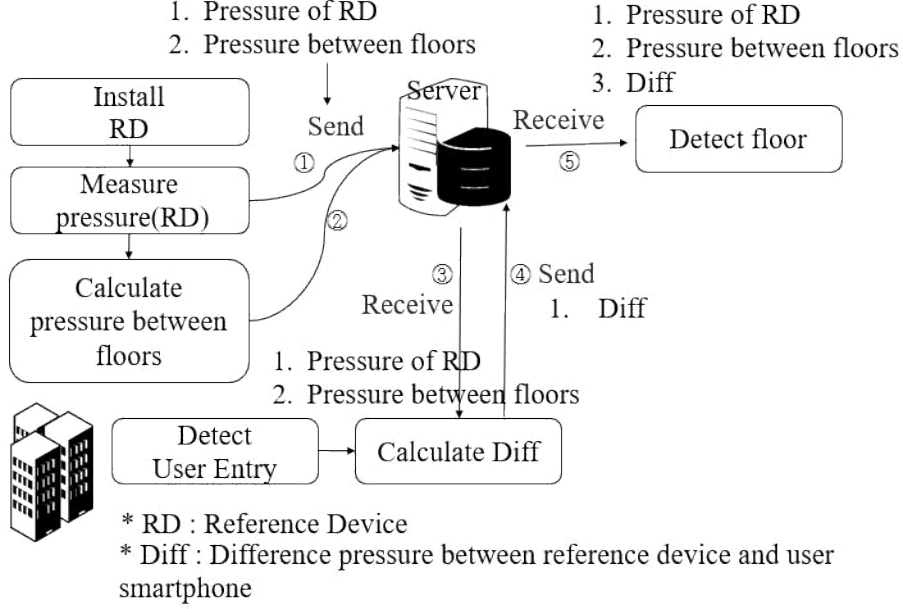 1. Pressure of RD
2. Pressure between floors
1. Pressure of RD
2. Pressure between floors
3. Diff
Install
RD
Server
Send
Receive
Detect floor
①
⑤
Measure
pressure(RD)
②
Calculate
pressure between
floors
③
④ Send
Receive
1. Diff
1. Pressure of RD
2. Pressure between floors
Detect
User Entry
Calculate Diff
* RD : Reference Device
* Diff : Difference pressure between reference device and user
smartphone